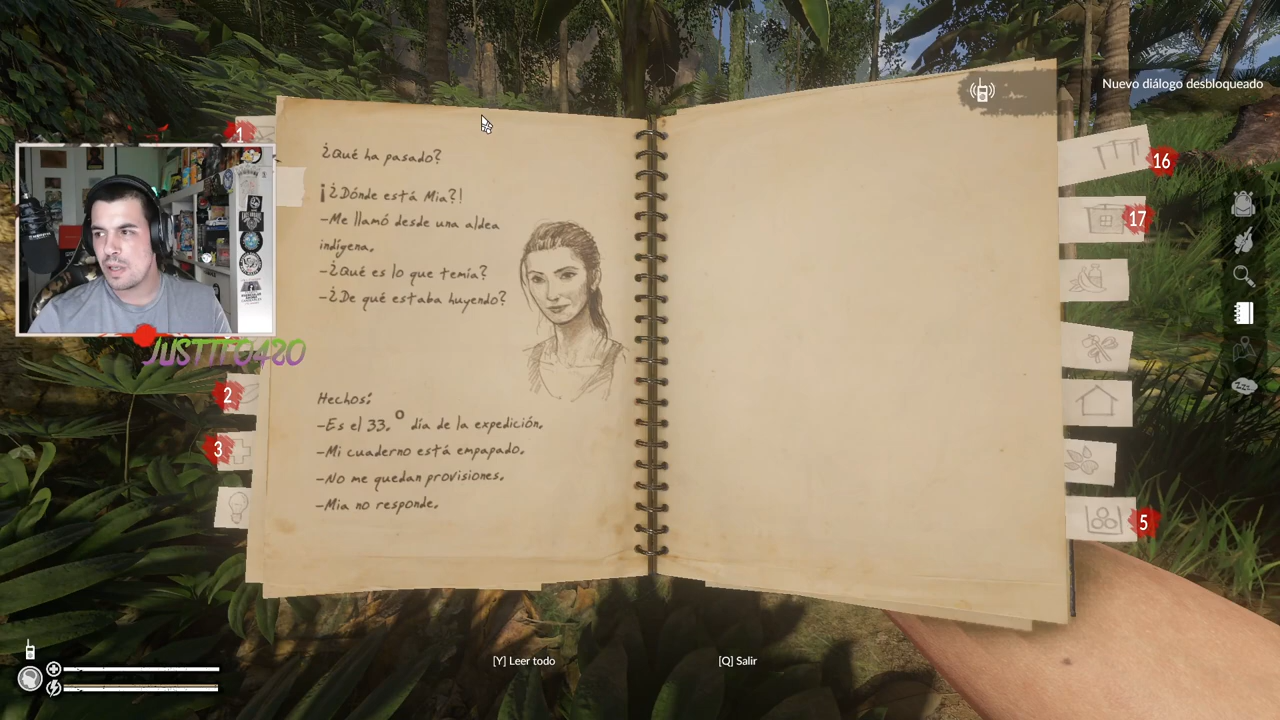 Nuevo diálogo desbloqueado
1
¿Qué ha pasado?
¡¿Dónde está Mia?!
-Me llamó desde una aldea
indígena.
-¿Qué es lo que temía?
-¿De qué estaba huyendo?
Hechos:
-Es el 33.º día de la expedición.
-Mi cuaderno está empapado.
-No me quedan provisiones.
-Mia no responde.
JUSTTFO420
2
3
16
17
5
zzz
[Y] Leer todo
[Q] Salir